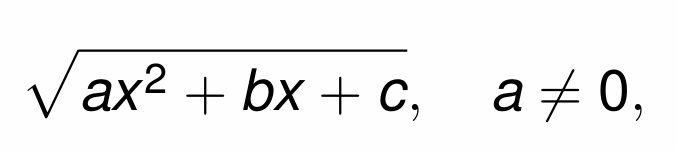 √ax² + bx + c, a ≠ 0,